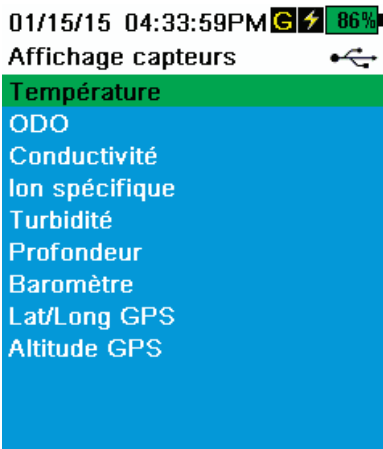 01/15/15 04:33:59PM G 86%
Affichage capteurs
Température
ODO
Conductivité
Ion spécifique
Turbidité
Profondeur
Baromètre
Lat/Long GPS
Altitude GPS